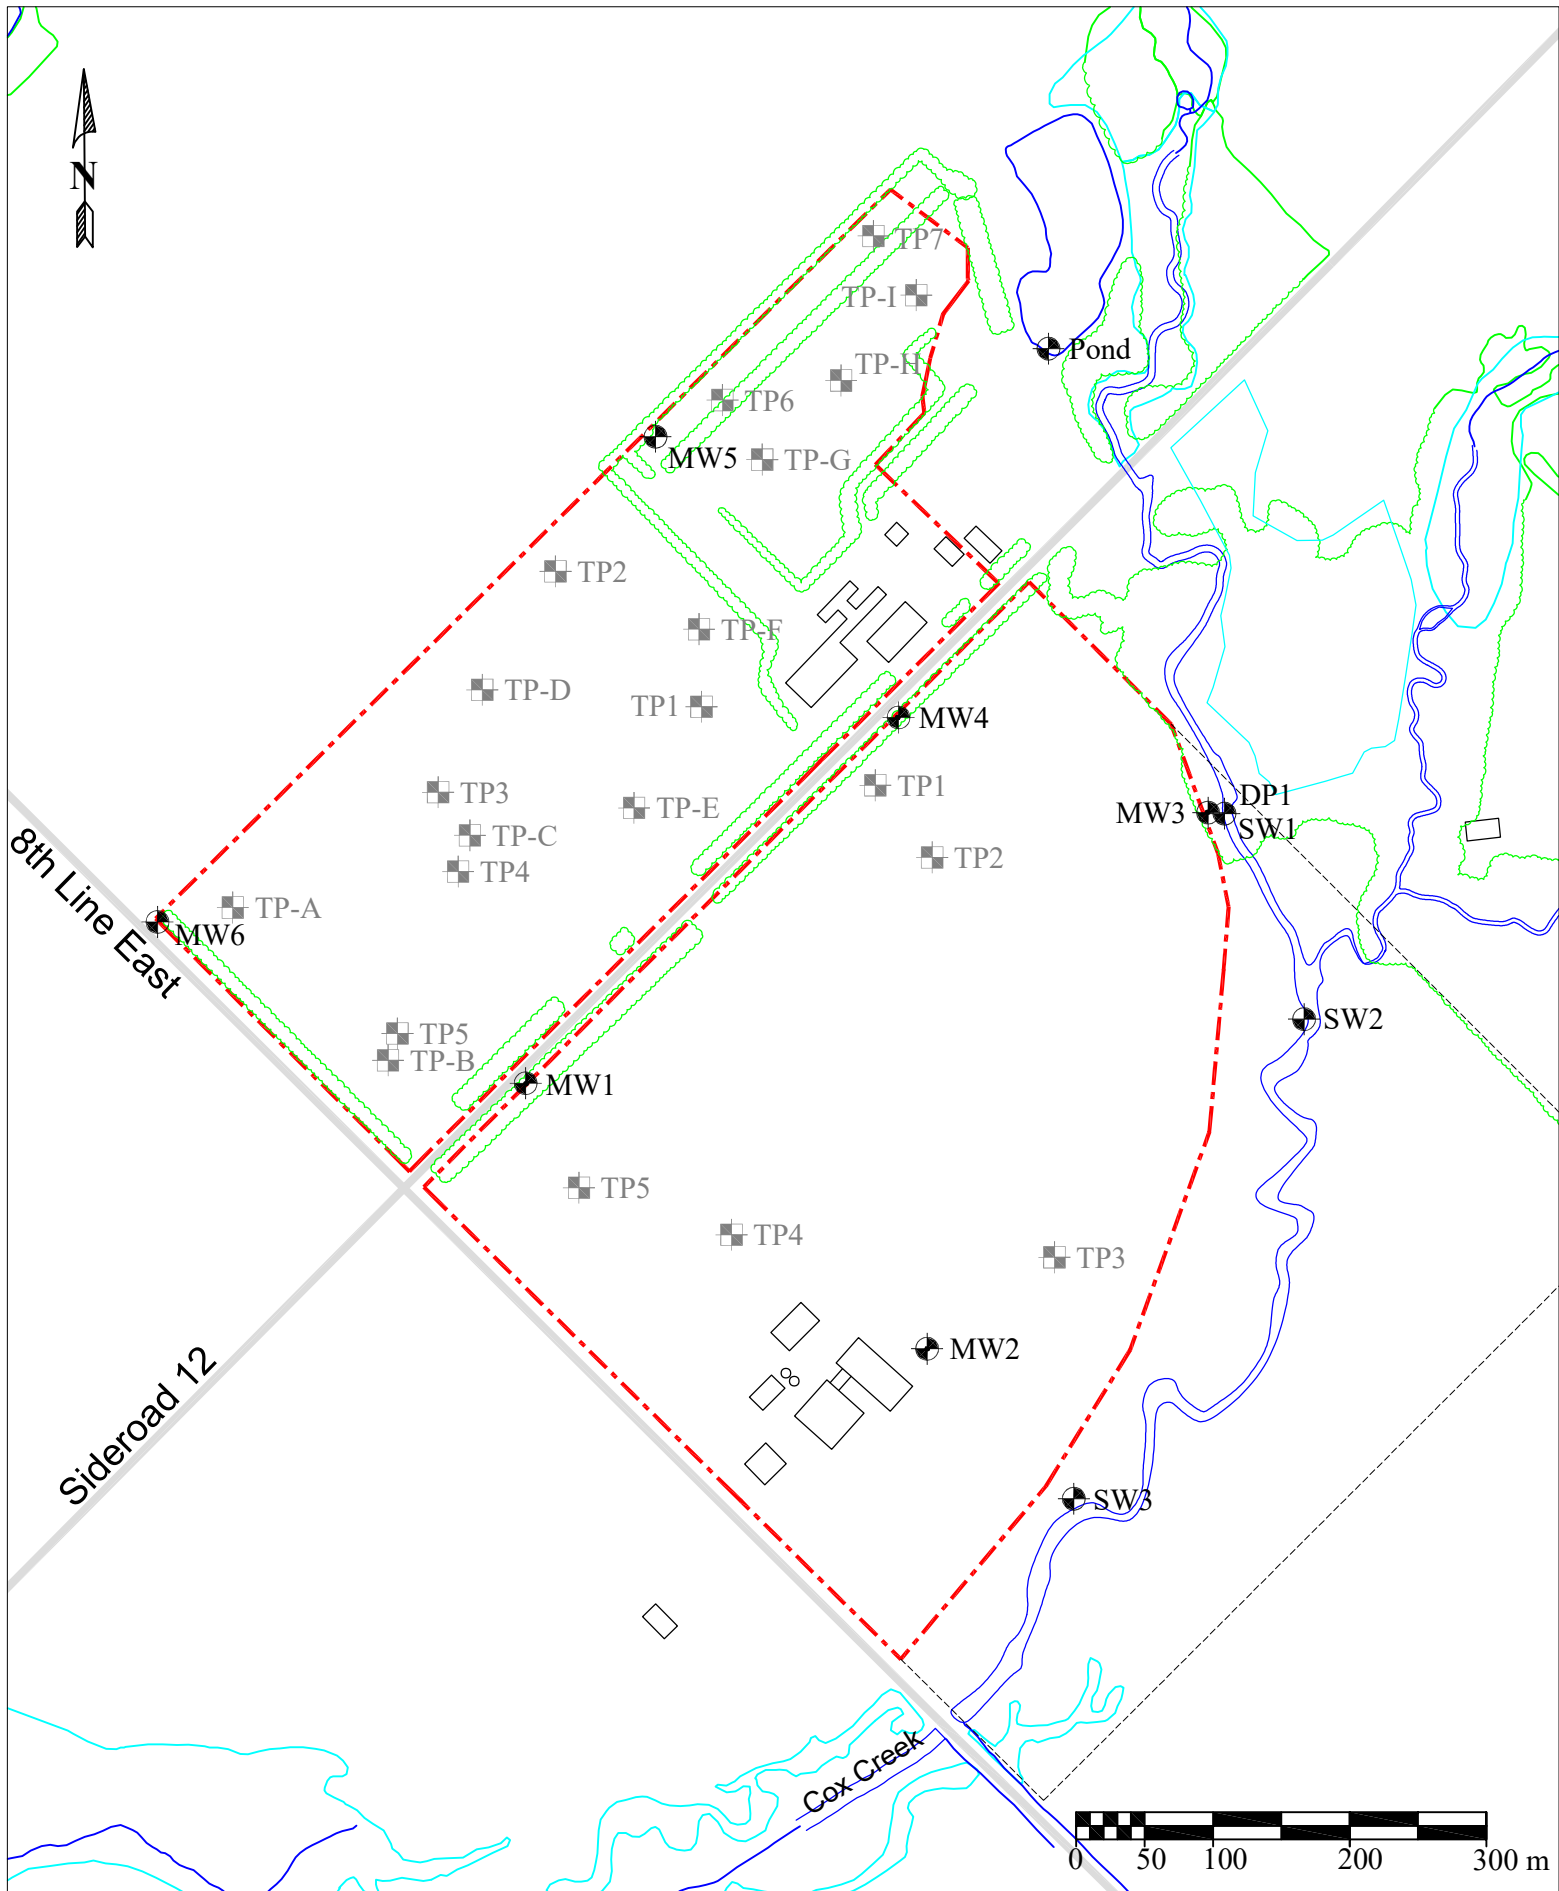 N
TP7
TP-I
Pond
TP-H
TP6
MW5
TP-G
TP2
TP-F
TP-D
TP1
MW4
TP3
TP-E
TP1
DP1
MW3
SW1
TP-C
TP4
TP2
8th Line East
TP-A
MW6
SW2
TP5
TP-B
MW1
TP5
TP4
TP3
MW2
Sideroad 12
SW3
Cox Creek
0 50 100 200 300 m